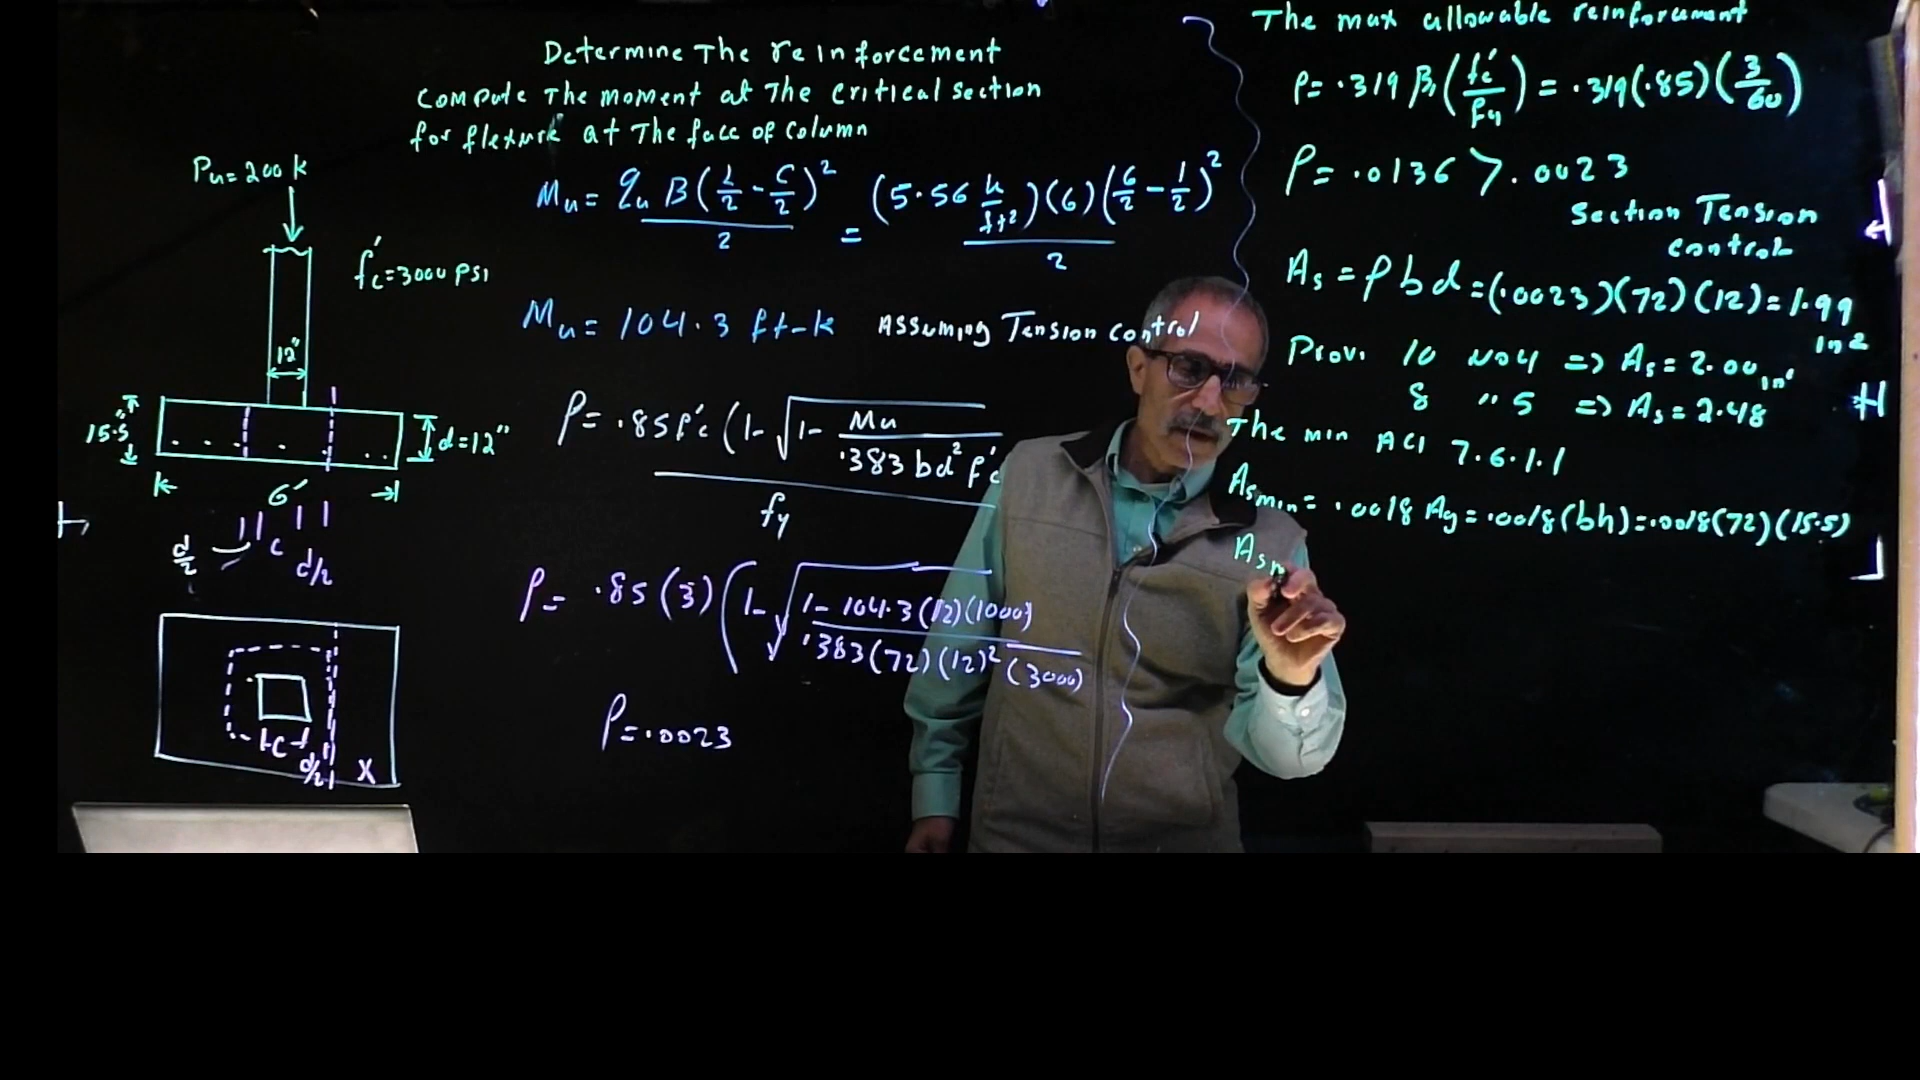 Determine The reinforcement
compute The moment at The critical section
for flexure at The face of column
Pu = 200 k
f'c = 3000 psi
12"
15.5"
d = 12"
6'
d/2
c
d/2
c
d/2
x
Mu = qu B (L/2 - c/2)² / 2 = (5.56 k/ft²)(6)(6/2 - 1/2)² / 2
Mu = 104.3 ft-k Assuming Tension control
ρ = .85 f'c (1 - √(1 - Mu / .383 bd² f'c / fy
ρ = .85 (3) (1 - √(1 - 104.3 (12)(1000) / .383 (72)(12)² (3000)
ρ = .0023
The max allowable reinforcement
ρ = .319 β₁ (f'c / fy) = .319 (.85) (3/60)
ρ = .0136 > .0023
Section Tension
control
As = ρ b d = (.0023)(72)(12) = 1.99 in2
Prov. 10 No 4 => As = 2.00 in²
8 " 5 => As = 2.48
The min ACI 7.6.1.1
As min = .0018 Ag = .0018 (bh) = .0018 (72) (15.5)
As m